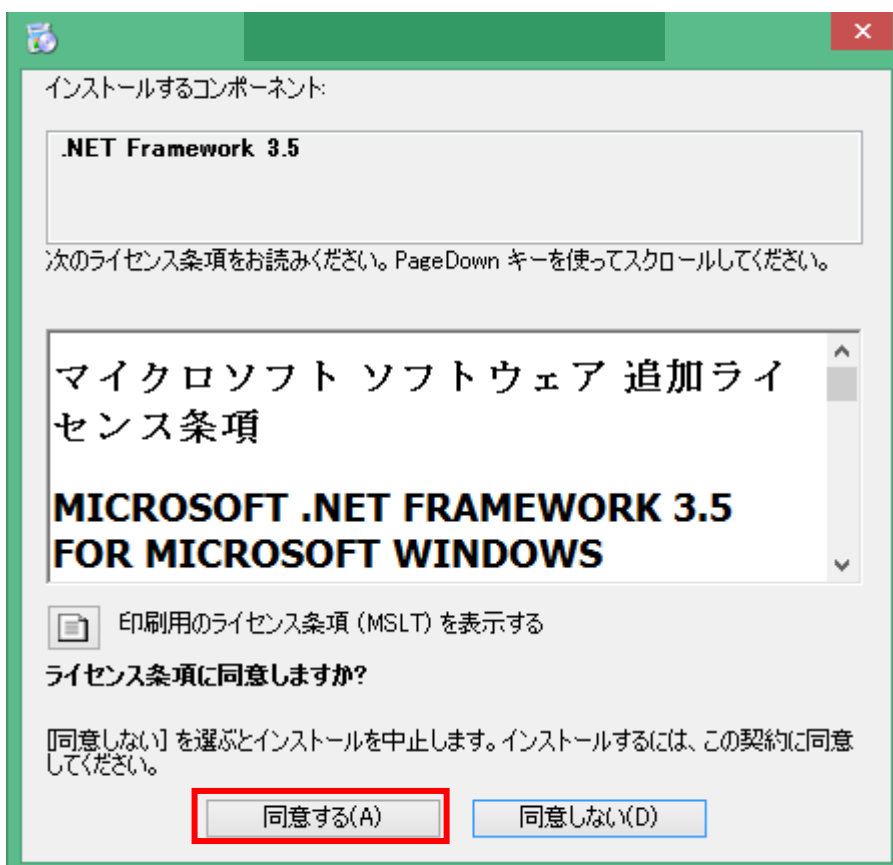 インストールするコンポーネント:
.NET Framework 3.5
次のライセンス条項をお読みください。PageDown キーを使ってスクロールしてください。
マイクロソフト ソフトウェア 追加ライ
センス条項
MICROSOFT .NET FRAMEWORK 3.5
FOR MICROSOFT WINDOWS
印刷用のライセンス条項 (MSLT) を表示する
ライセンス条項に同意しますか?
[同意しない] を選ぶとインストールを中止します。インストールするには、この契約に同意
してください。
同意する(A)
同意しない(D)